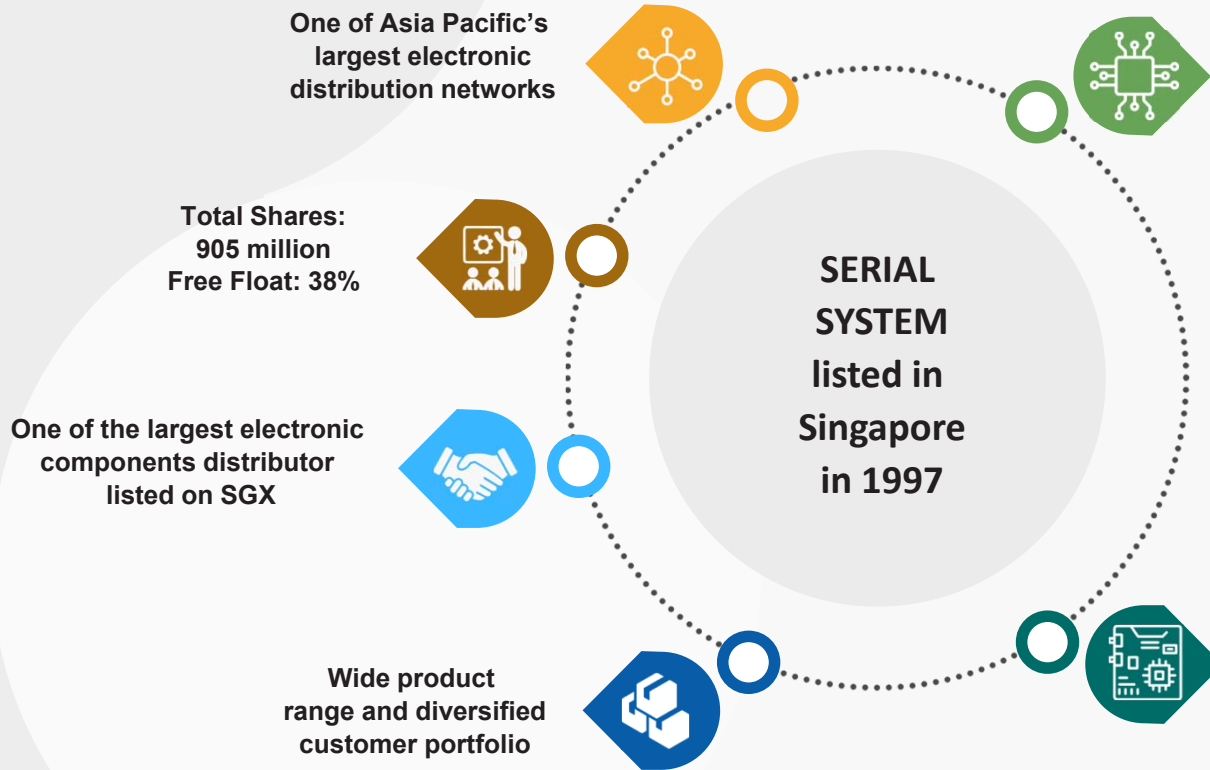 One of Asia Pacific’s
largest electronic
distribution networks
Total Shares:
905 million
Free Float: 38%
One of the largest electronic
components distributor
listed on SGX
Wide product
range and diversified
customer portfolio
SERIAL
SYSTEM
listed in
Singapore
in 1997